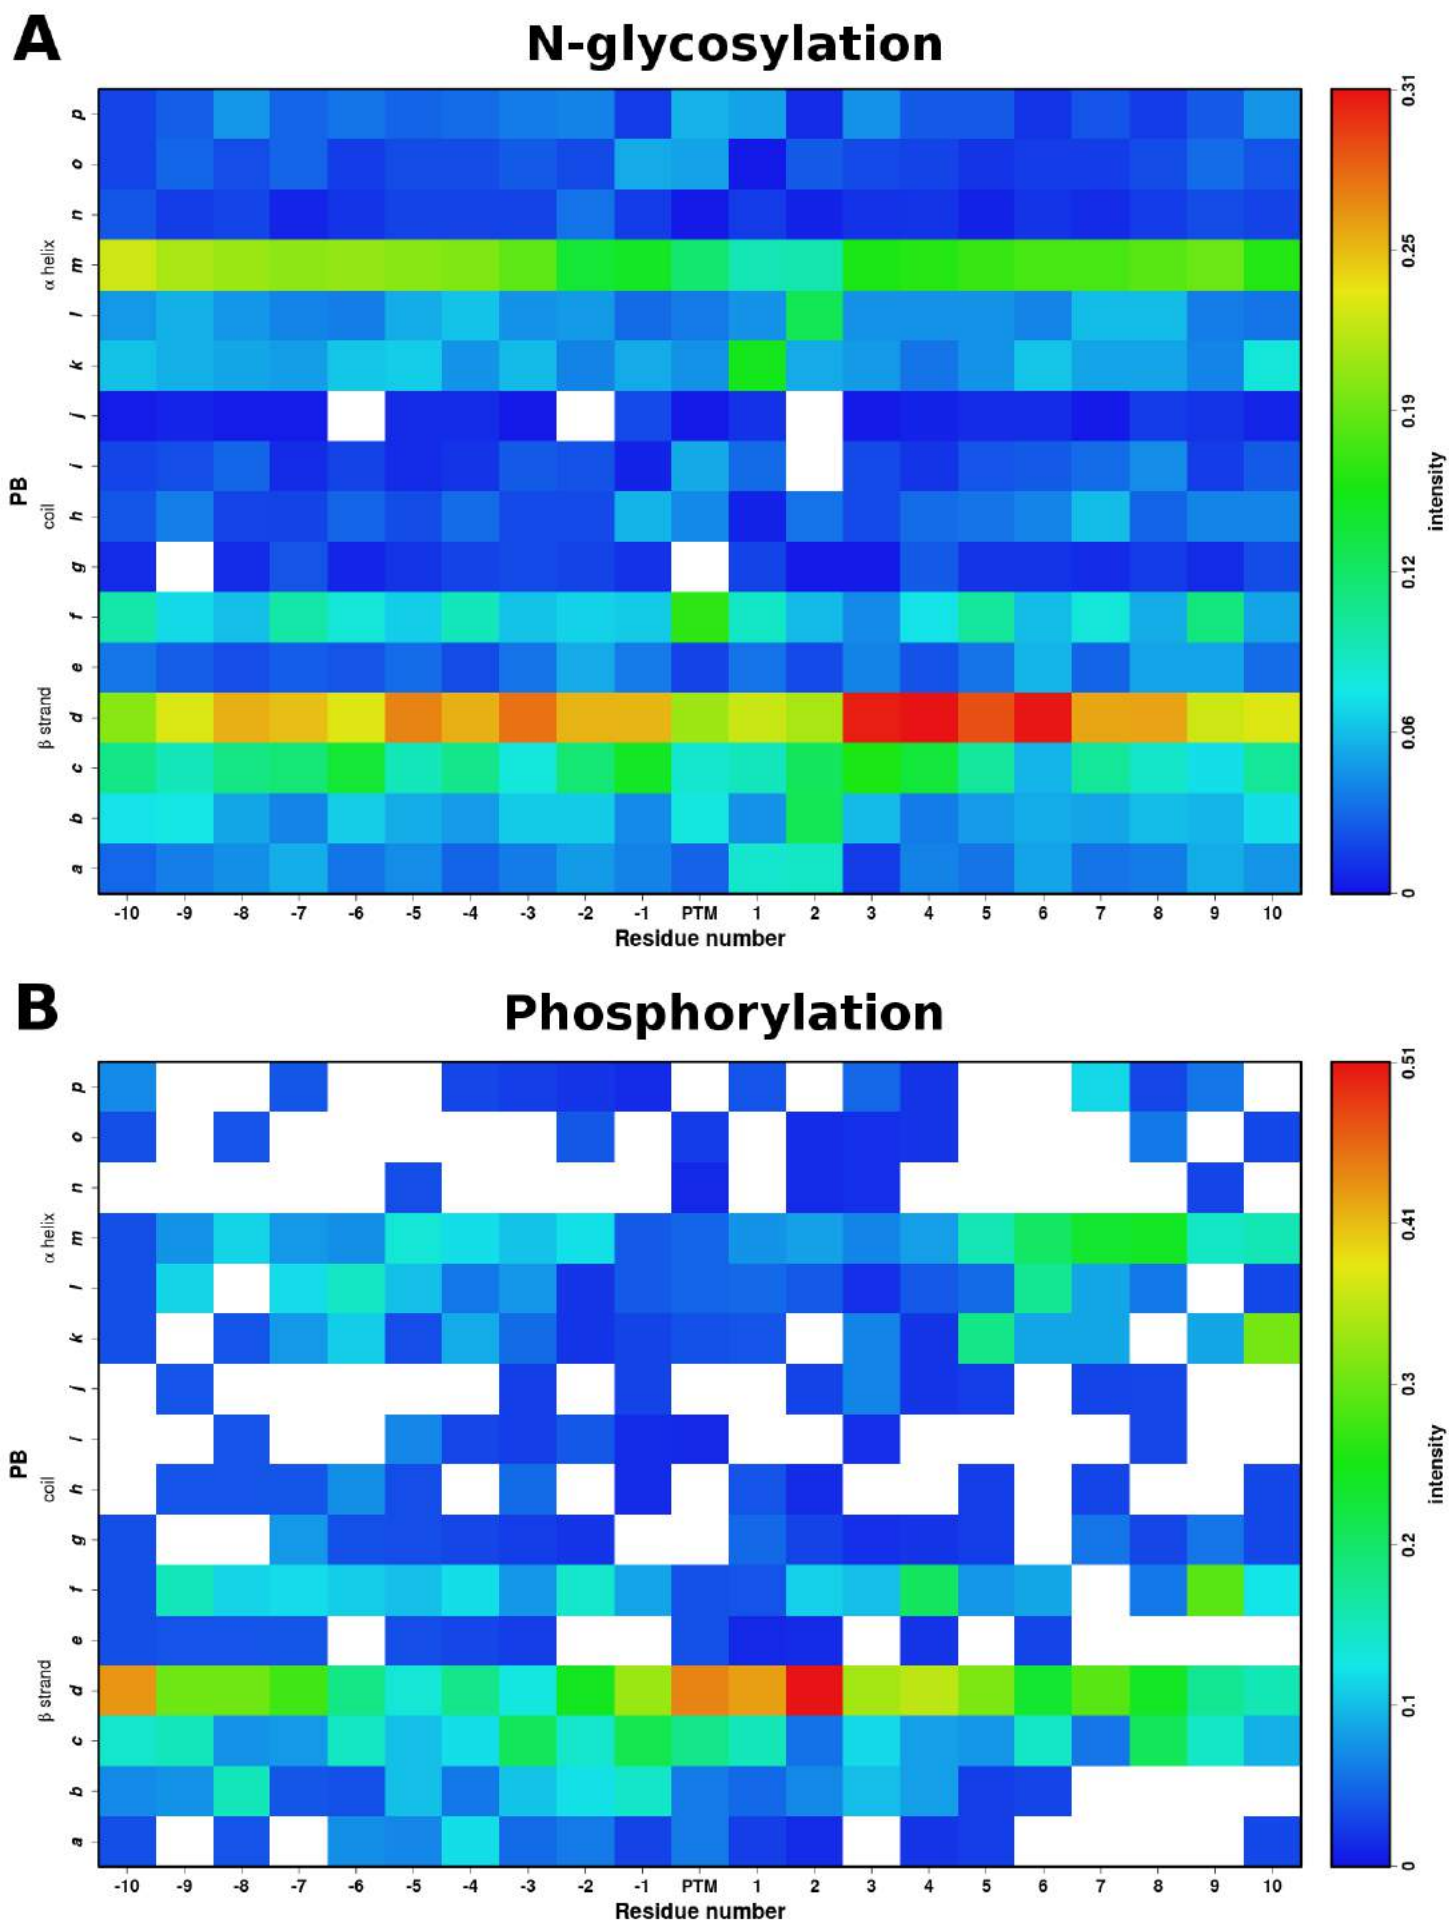 A
N-glycosylation
p
o
n
α helix
m
l
k
j
i
PB
coil
h
g
f
e
β strand
d
c
b
a
-10 -9 -8 -7 -6 -5 -4 -3 -2 -1 PTM 1 2 3 4 5 6 7 8 9 10
Residue number
0.31
0.25
0.19
intensity
0.12
0.06
0
B
Phosphorylation
p
o
n
α helix
m
l
k
j
i
PB
coil
h
g
f
e
β strand
d
c
b
a
-10 -9 -8 -7 -6 -5 -4 -3 -2 -1 PTM 1 2 3 4 5 6 7 8 9 10
Residue number
0.51
0.41
0.3
intensity
0.2
0.1
0